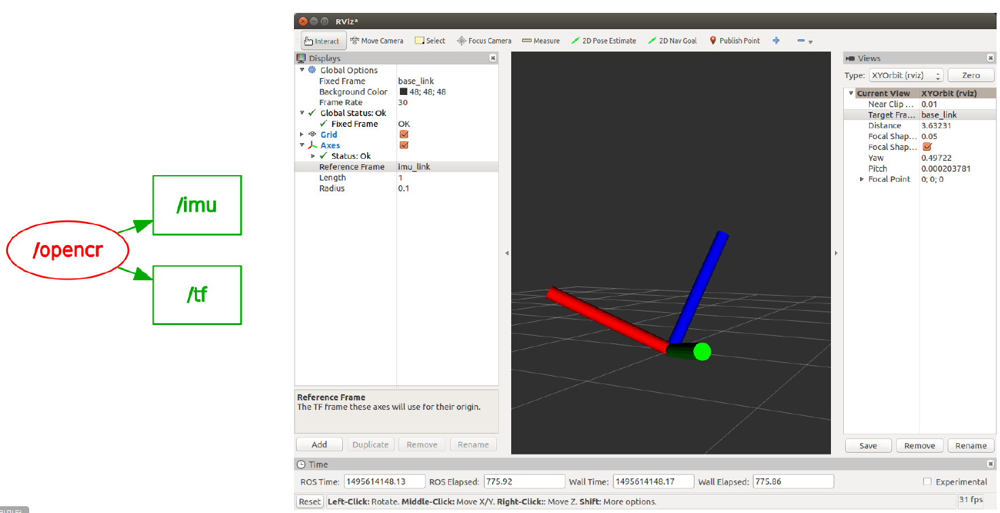 /opencr
/imu
/tf
RViz*
Interact Move Camera Select Focus Camera Measure 2D Pose Estimate 2D Nav Goal Publish Point
Displays
Global Options
Fixed Frame base_link
Background Color 48; 48; 48
Frame Rate 30
Global Status: Ok
Fixed Frame OK
Grid
Axes
Status: Ok
Reference Frame imu_link
Length 1
Radius 0.1
Reference Frame
The TF frame these axes will use for their origin.
Add Duplicate Remove Rename
Views
Type: XYOrbit (rviz) Zero
Current View XYOrbit (rviz)
Near Clip ... 0.01
Target Fra... base_link
Distance 3.63231
Focal Shap... 0.05
Focal Shap...
Yaw 0.49722
Pitch 0.000203781
Focal Point 0; 0; 0
Save Remove Rename
Time
ROS Time: 1495614148.13 ROS Elapsed: 775.92 Wall Time: 1495614148.17 Wall Elapsed: 775.86 Experimental
Reset Left-Click: Rotate. Middle-Click: Move X/Y. Right-Click:: Move Z. Shift: More options. 31 fps